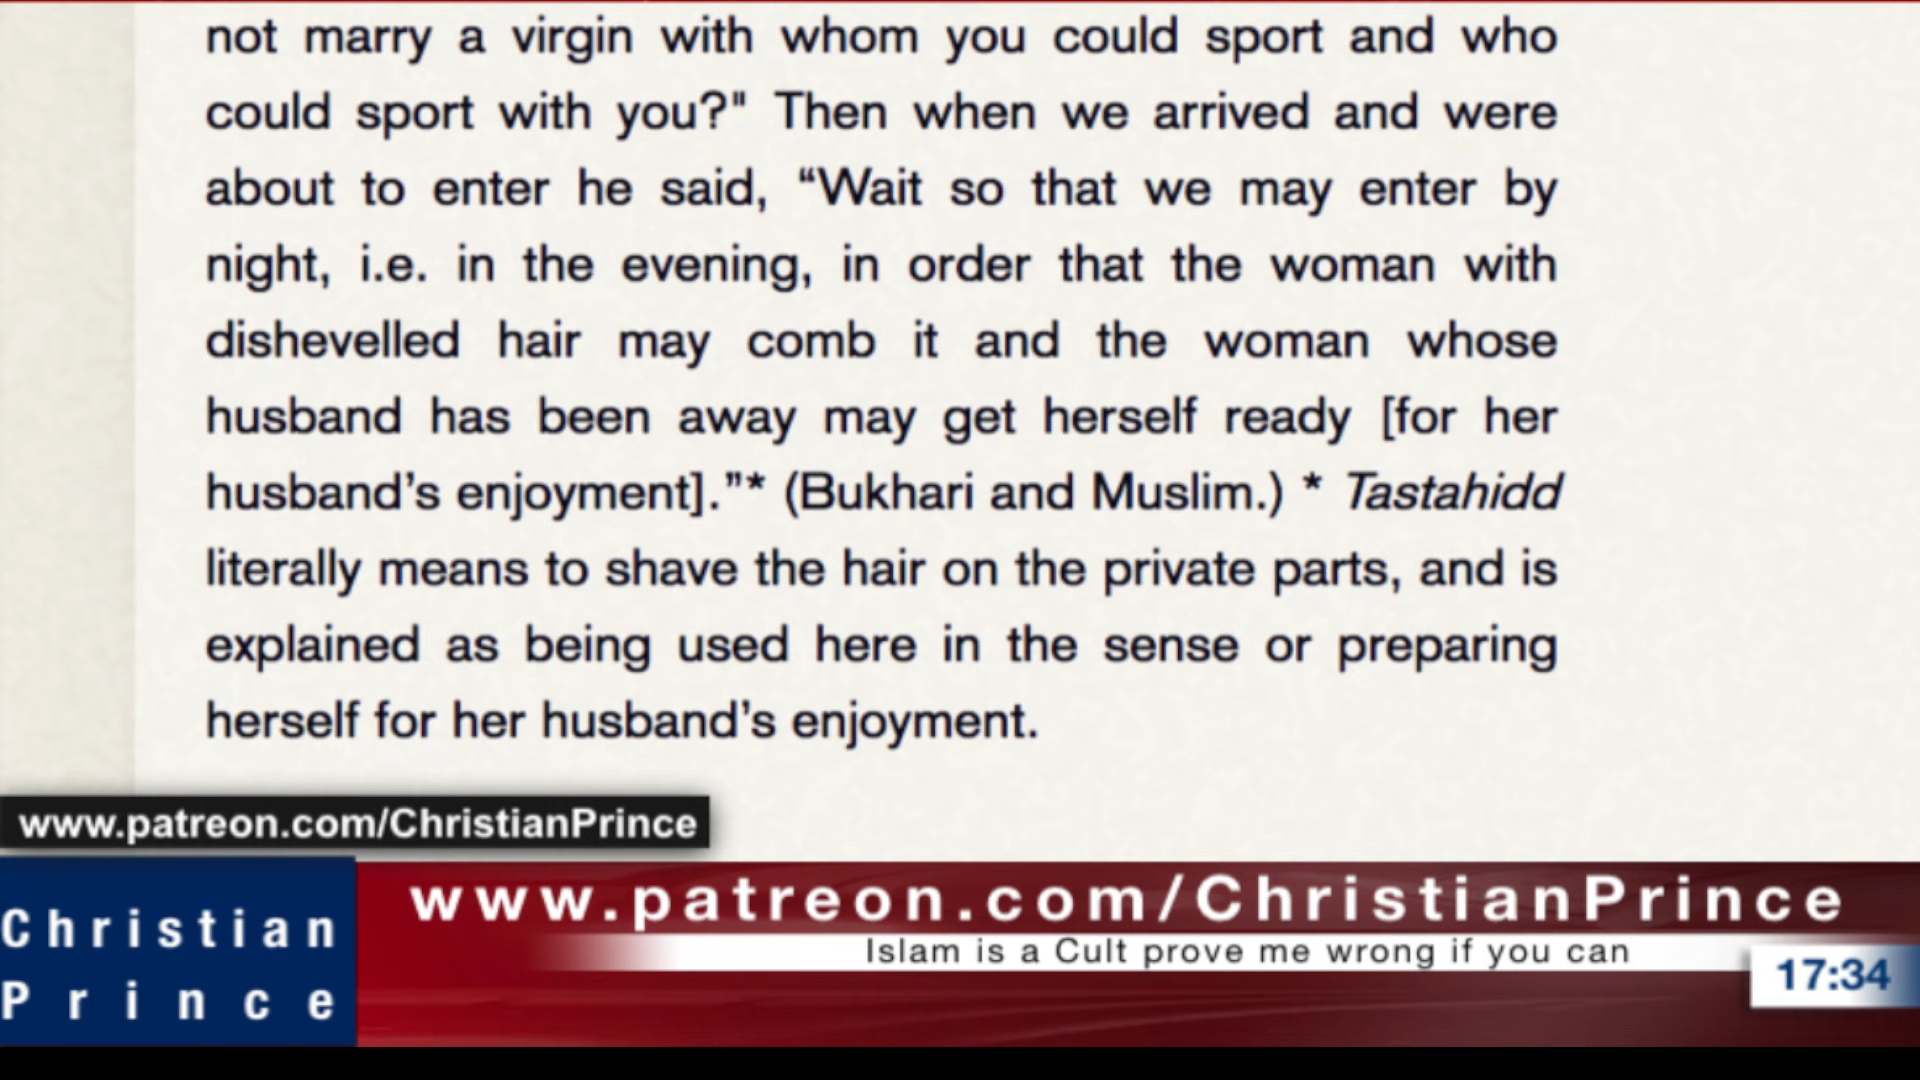 not marry a virgin with whom you could sport and who
could sport with you?" Then when we arrived and were
about to enter he said, “Wait so that we may enter by
night, i.e. in the evening, in order that the woman with
dishevelled hair may comb it and the woman whose
husband has been away may get herself ready [for her
husband’s enjoyment].”* (Bukhari and Muslim.) * Tastahidd
literally means to shave the hair on the private parts, and is
explained as being used here in the sense or preparing
herself for her husband’s enjoyment.
www.patreon.com/ChristianPrince
Christian
Prince
www.patreon.com/ChristianPrince
Islam is a Cult prove me wrong if you can
17:34